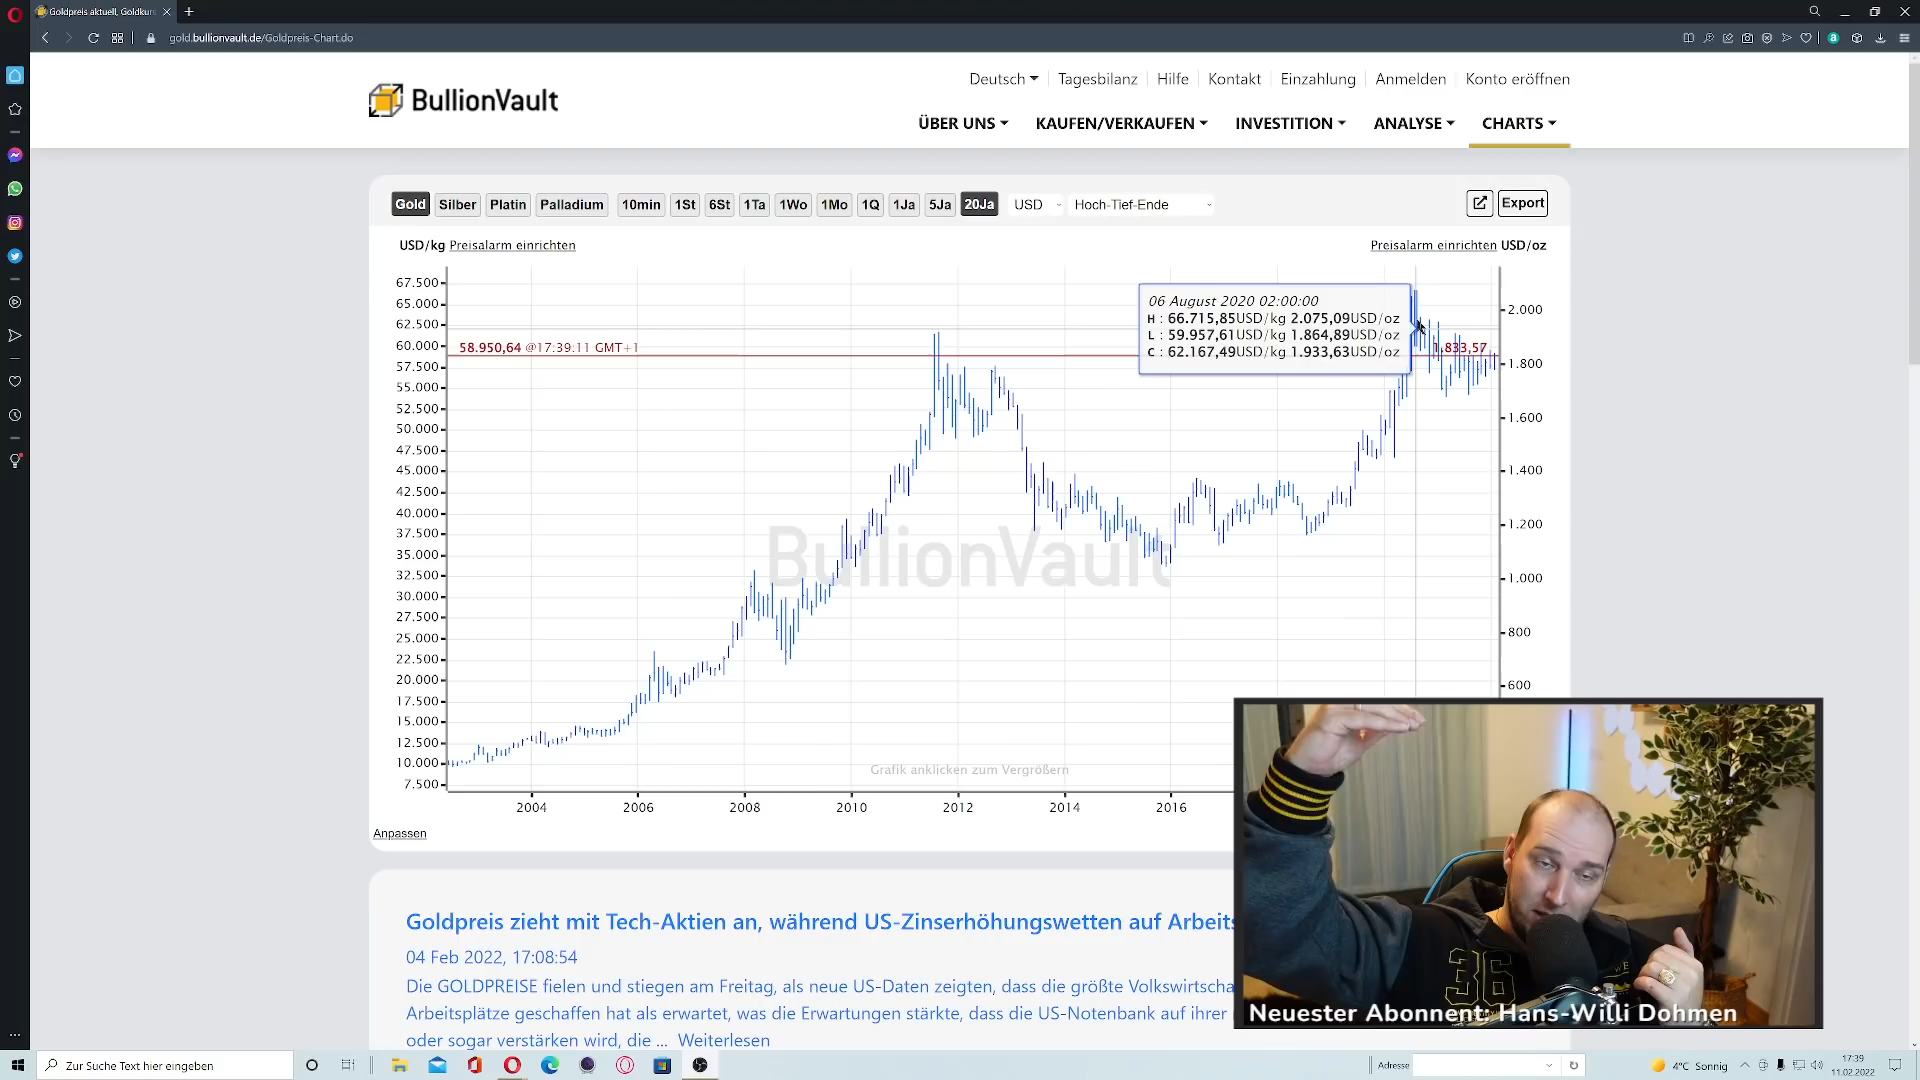 Goldpreis aktuell, Goldkurs
gold.bullionvault.de/Goldpreis-Chart.do
BullionVault
Deutsch Tagesbilanz Hilfe Kontakt Einzahlung Anmelden Konto eröffnen
ÜBER UNS KAUFEN/VERKAUFEN INVESTITION ANALYSE CHARTS
Gold Silber Platin Palladium 10min 1St 6St 1Ta 1Wo 1Mo 1Q 1Ja 5Ja 20Ja USD Hoch-Tief-Ende Export
USD/kg Preisalarm einrichten Preisalarm einrichten USD/oz
06 August 2020 02:00:00
H : 66.715,85USD/kg 2.075,09USD/oz
L : 59.957,61USD/kg 1.864,89USD/oz
C : 62.167,49USD/kg 1.933,63USD/oz
58.950,64 @17:39:11 GMT+1
1.833,57
67.500
65.000
62.500
60.000
57.500
55.000
52.500
50.000
47.500
45.000
42.500
40.000
37.500
35.000
32.500
30.000
27.500
25.000
22.500
20.000
17.500
15.000
12.500
10.000
7.500
2.000
1.800
1.600
1.400
1.200
1.000
800
600
BullionVault
Grafik anklicken zum Vergrößern
2004 2006 2008 2010 2012 2014 2016
Anpassen
Goldpreis zieht mit Tech-Aktien an, während US-Zinserhöhungswetten auf Arbeits
04 Feb 2022, 17:08:54
Die GOLDPREISE fielen und stiegen am Freitag, als neue US-Daten zeigten, dass die größte Volkswirtscha
Arbeitsplätze geschaffen hat als erwartet, was die Erwartungen stärkte, dass die US-Notenbank auf ihrer
oder sogar verstärken wird, die ... Weiterlesen
36
Neuester Abonnent: Hans-Willi Dohmen
Zur Suche Text hier eingeben
Adresse
4°C Sonnig
17:39
11.02.2022